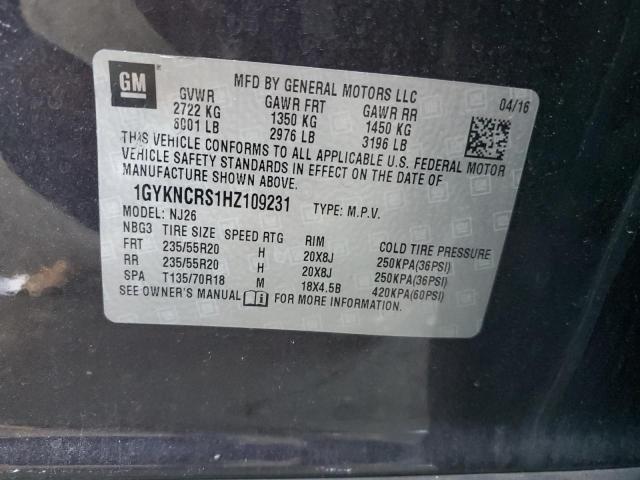 GM
MFD BY GENERAL MOTORS LLC
04/16
GVWR GAWR FRT GAWR RR
2722 KG 1350 KG 1450 KG
6001 LB 2976 LB 3196 LB
THIS VEHICLE CONFORMS TO ALL APPLICABLE U.S. FEDERAL MOTOR
VEHICLE SAFETY STANDARDS IN EFFECT ON THE DATE OF
MANUFACTURE SHOWN ABOVE.
1GYKNCRS1HZ109231 TYPE: M.P.V.
MODEL: NJ26
NBG3 TIRE SIZE SPEED RTG RIM COLD TIRE PRESSURE
FRT 235/55R20 H 20X8J 250KPA(36PSI)
RR 235/55R20 H 20X8J 250KPA(36PSI)
SPA T135/70R18 M 18X4.5B 420KPA(60PSI)
SEE OWNER'S MANUAL FOR MORE INFORMATION.